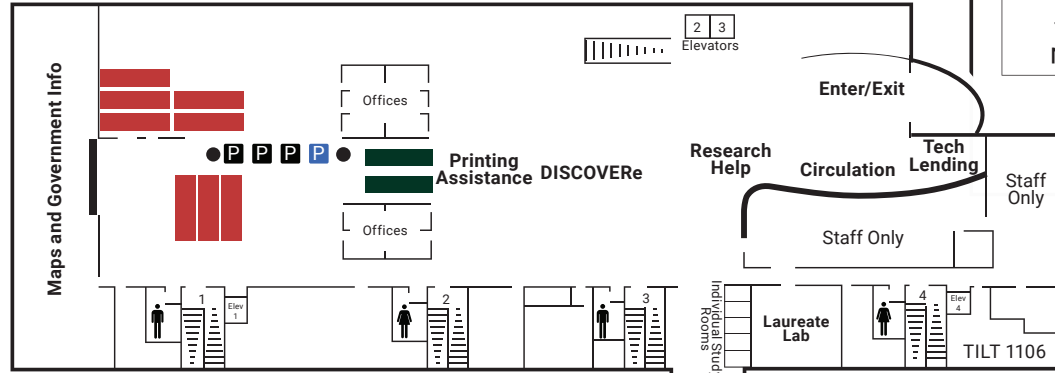 2 3
Elevators
Enter/Exit
Maps and Government Info
Offices
P P P P
Printing
Assistance
DISCOVERe
Research
Help
Circulation
Tech
Lending
Staff
Only
Offices
Staff Only
1
Elev
1
2
3
Individual Study
Rooms
Laureate
Lab
4
Elev
4
TILT 1106